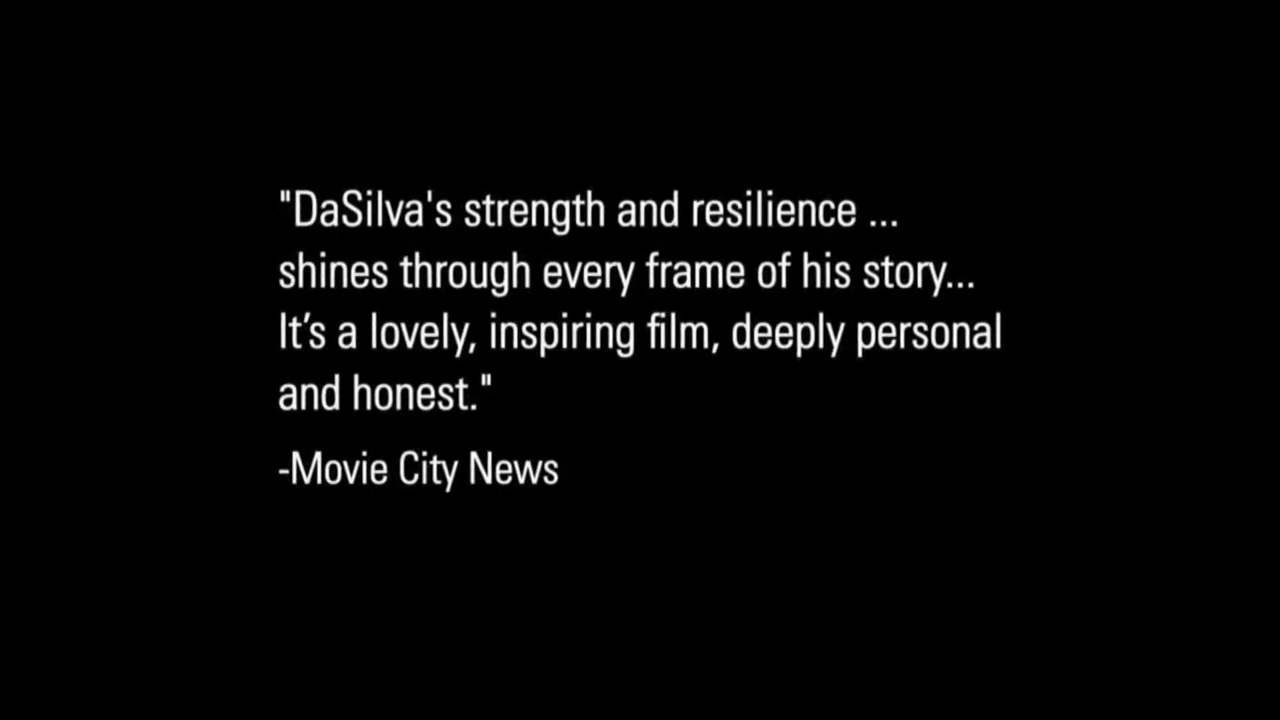 "DaSilva's strength and resilience ...
shines through every frame of his story...
It’s a lovely, inspiring film, deeply personal
and honest."
-Movie City News